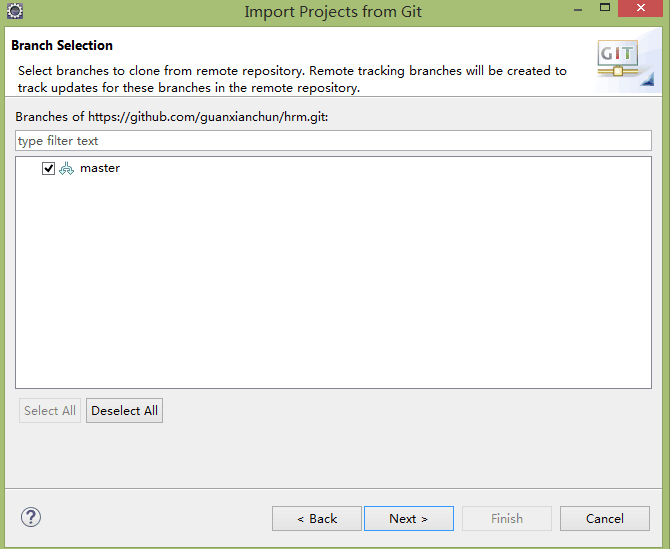 Import Projects from Git
Branch Selection
GIT
Select branches to clone from remote repository. Remote tracking branches will be created to
track updates for these branches in the remote repository.
Branches of https://github.com/guanxianchun/hrm.git:
type filter text
master
Select All
Deselect All
?
< Back
Next >
Finish
Cancel